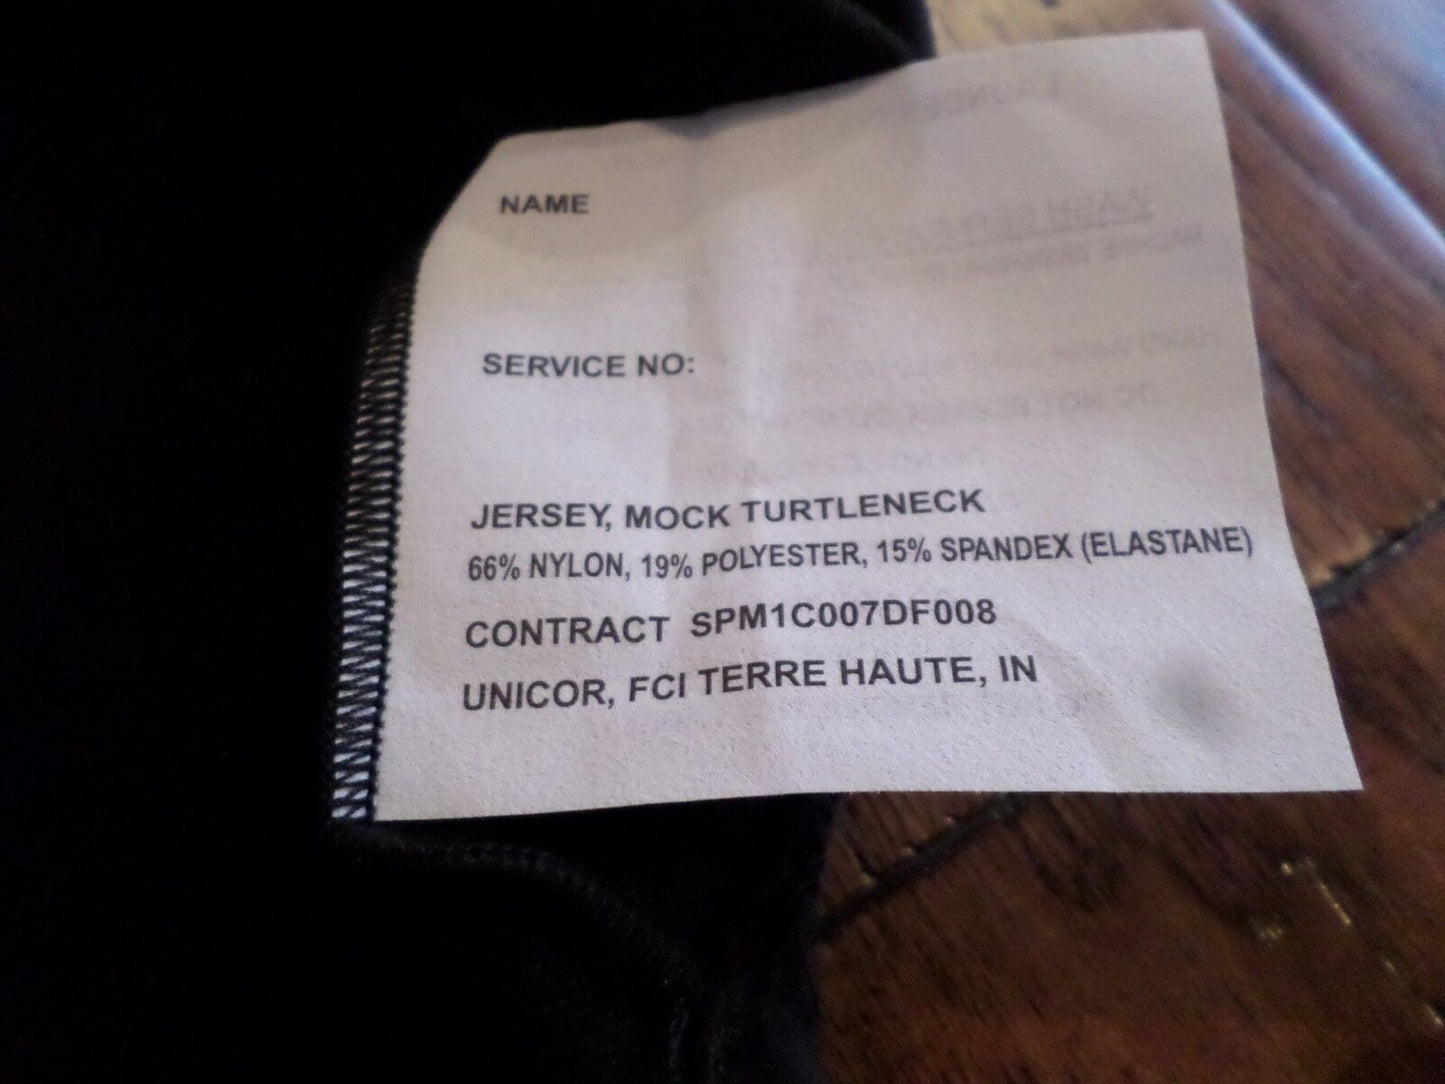 NAME
SERVICE NO:
JERSEY, MOCK TURTLENECK
66% NYLON, 19% POLYESTER, 15% SPANDEX (ELASTANE)
CONTRACT SPM1C007DF008
UNICOR, FCI TERRE HAUTE, IN